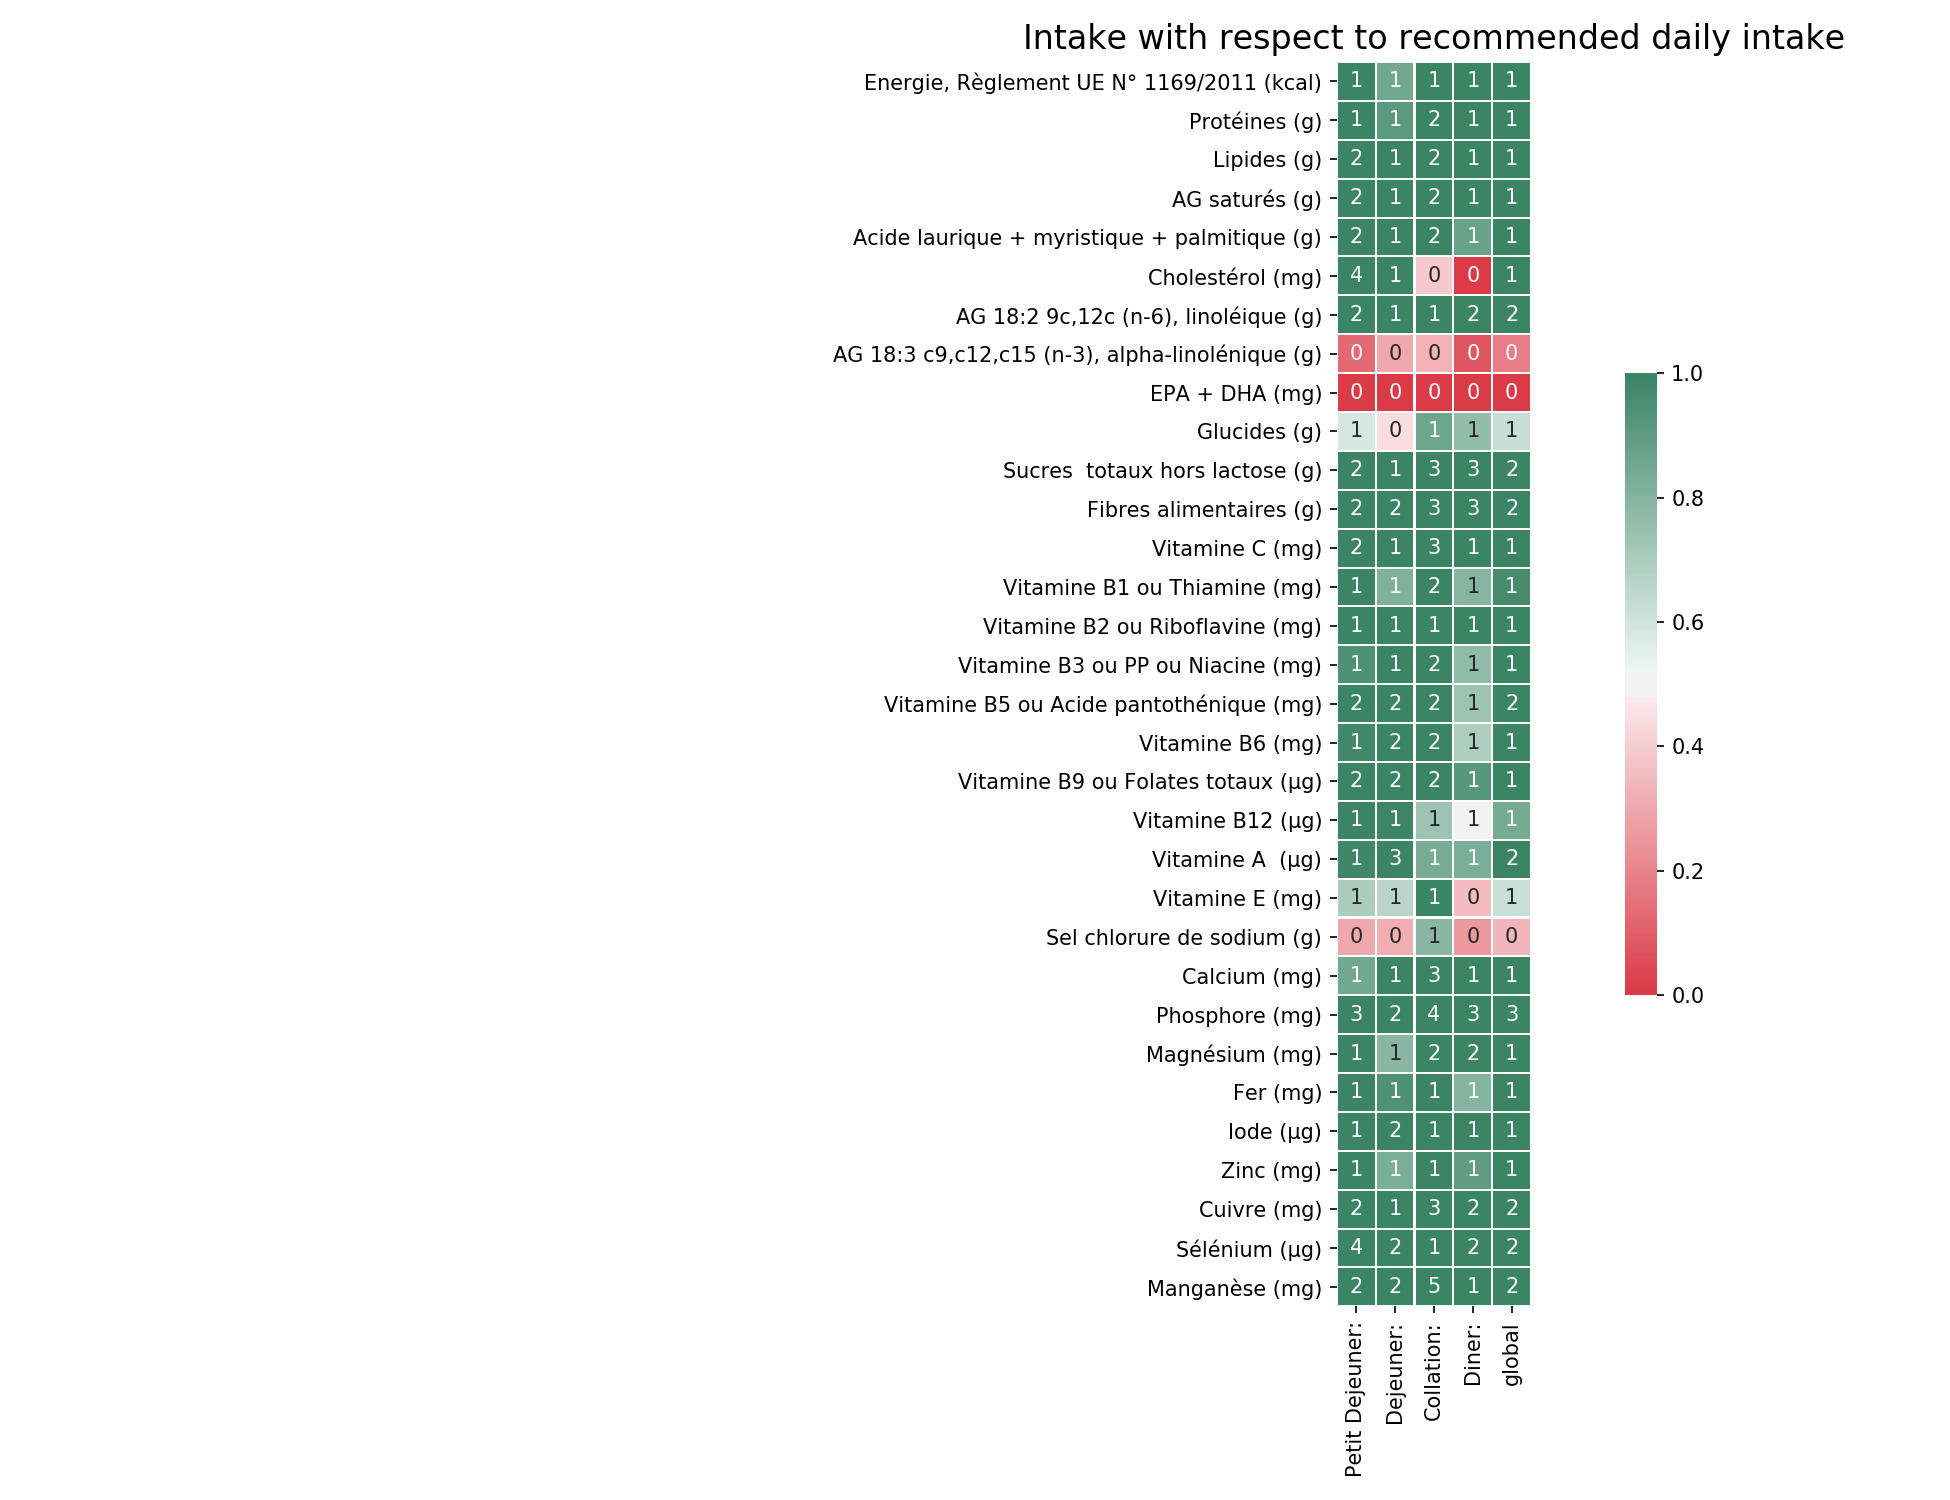 Intake with respect to recommended daily intake
Energie, Règlement UE N° 1169/2011 (kcal) 1 1 1 1 1
Protéines (g) 1 1 2 1 1
Lipides (g) 2 1 2 1 1
AG saturés (g) 2 1 2 1 1
Acide laurique + myristique + palmitique (g) 2 1 2 1 1
Cholestérol (mg) 4 1 0 0 1
AG 18:2 9c,12c (n-6), linoléique (g) 2 1 1 2 2
AG 18:3 c9,c12,c15 (n-3), alpha-linolénique (g) 0 0 0 0 0
EPA + DHA (mg) 0 0 0 0 0
Glucides (g) 1 0 1 1 1
Sucres  totaux hors lactose (g) 2 1 3 3 2
Fibres alimentaires (g) 2 2 3 3 2
Vitamine C (mg) 2 1 3 1 1
Vitamine B1 ou Thiamine (mg) 1 1 2 1 1
Vitamine B2 ou Riboflavine (mg) 1 1 1 1 1
Vitamine B3 ou PP ou Niacine (mg) 1 1 2 1 1
Vitamine B5 ou Acide pantothénique (mg) 2 2 2 1 2
Vitamine B6 (mg) 1 2 2 1 1
Vitamine B9 ou Folates totaux (µg) 2 2 2 1 1
Vitamine B12 (µg) 1 1 1 1 1
Vitamine A  (µg) 1 3 1 1 2
Vitamine E (mg) 1 1 1 0 1
Sel chlorure de sodium (g) 0 0 1 0 0
Calcium (mg) 1 1 3 1 1
Phosphore (mg) 3 2 4 3 3
Magnésium (mg) 1 1 2 2 1
Fer (mg) 1 1 1 1 1
Iode (µg) 1 2 1 1 1
Zinc (mg) 1 1 1 1 1
Cuivre (mg) 2 1 3 2 2
Sélénium (µg) 4 2 1 2 2
Manganèse (mg) 2 2 5 1 2
Petit Dejeuner:
Dejeuner:
Collation:
Diner:
global
1.0
0.8
0.6
0.4
0.2
0.0